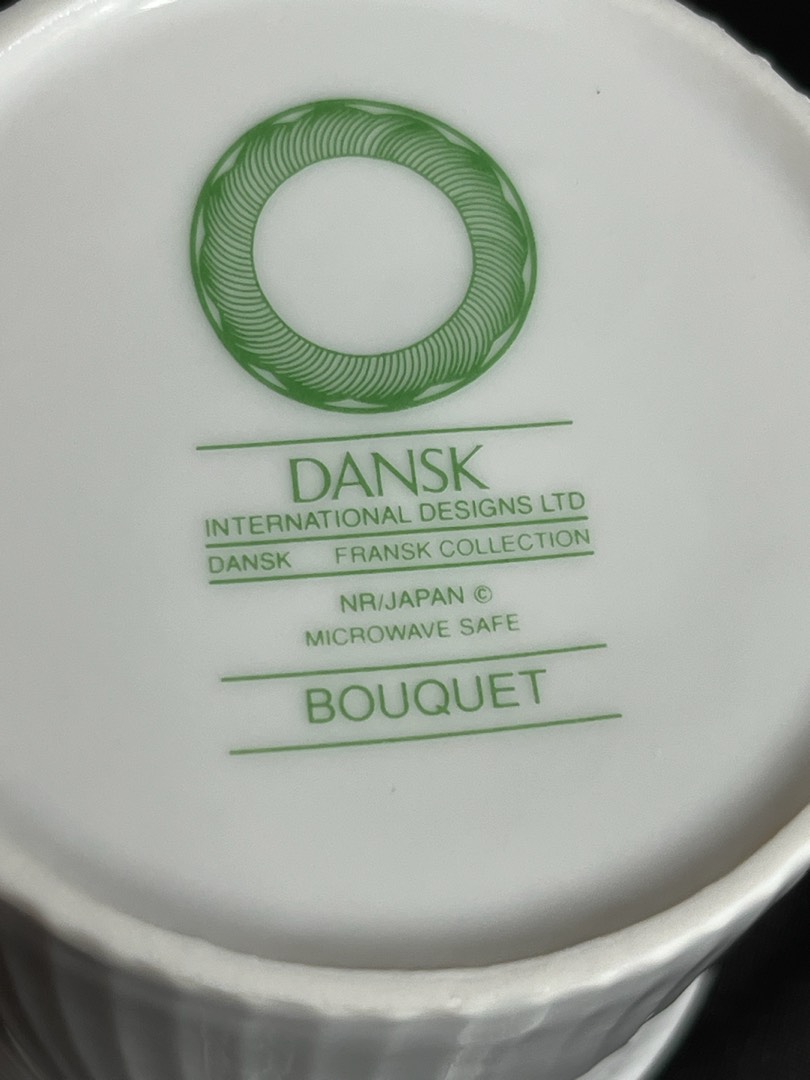 DANSK
INTERNATIONAL DESIGNS LTD
DANSK FRANSK COLLECTION
NR/JAPAN ©
MICROWAVE SAFE
BOUQUET